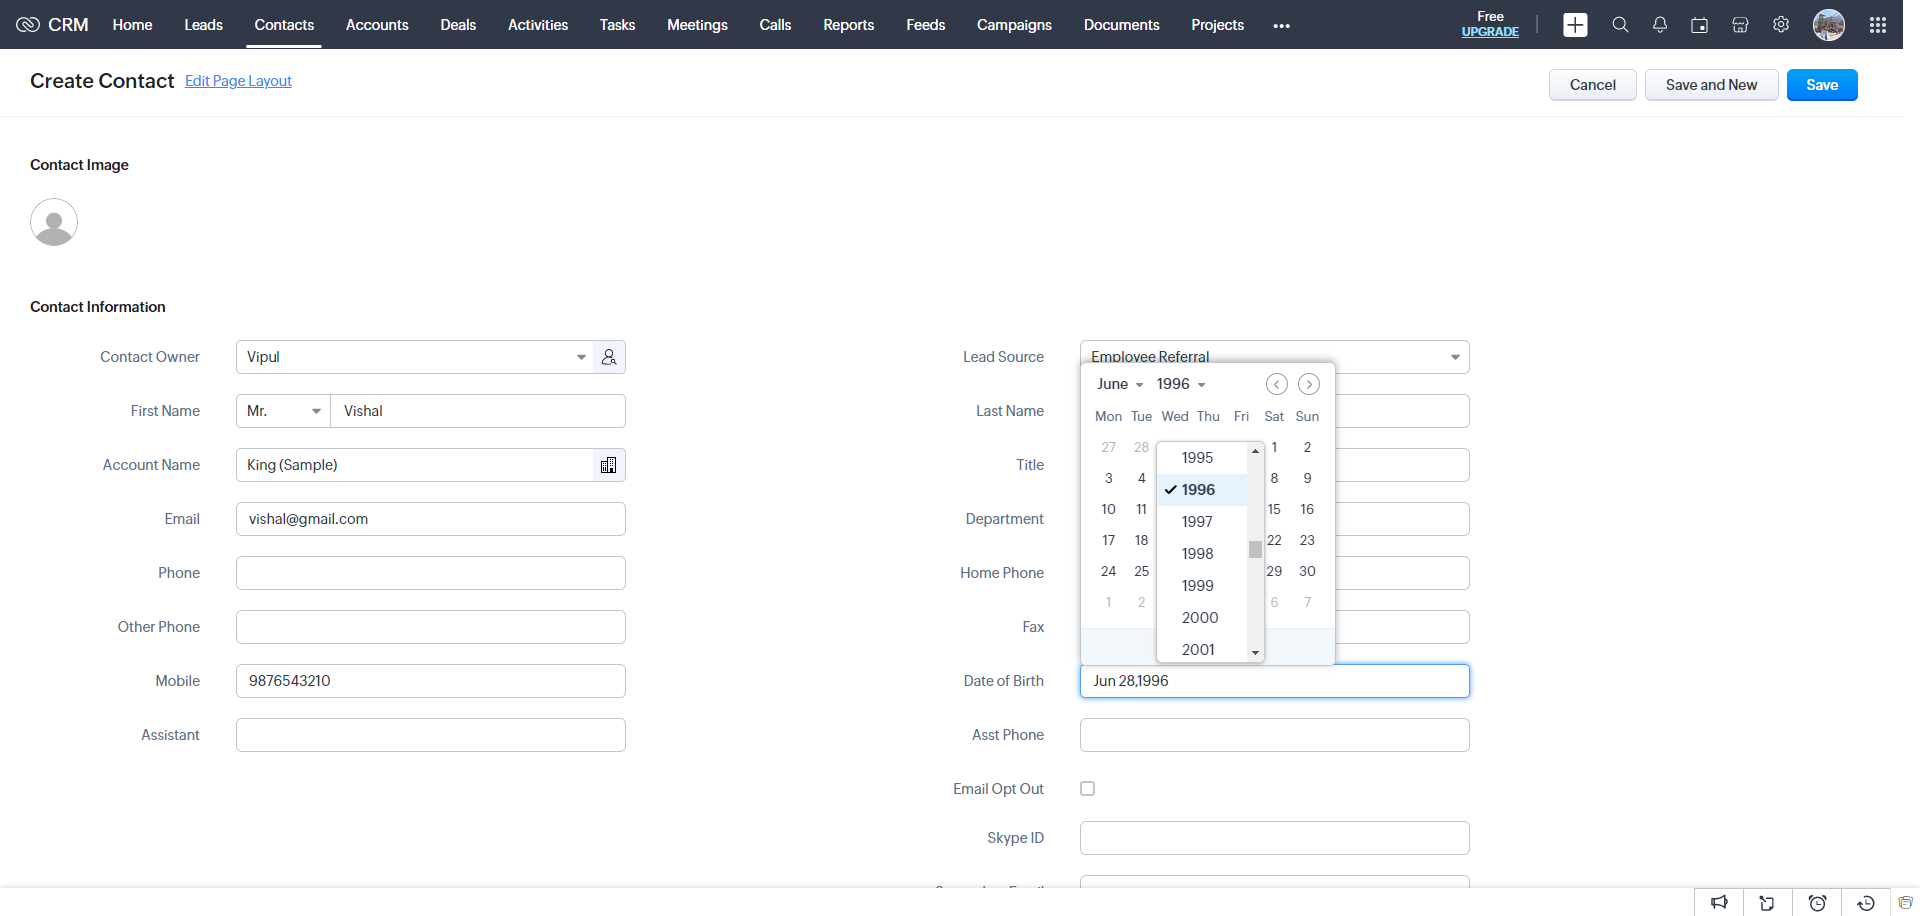 CRM Home Leads Contacts Accounts Deals Activities Tasks Meetings Calls Reports Feeds Campaigns Documents Projects ••• Free
UPGRADE
Create Contact Edit Page Layout Cancel Save and New Save
Contact Image
Contact Information
Contact Owner Vipul Lead Source Employee Referral
June 1996
First Name Mr. Vishal Last Name
Mon Tue Wed Thu Fri Sat Sun
27 28 1 2
1995
Account Name King (Sample) Title
3 4 8 9
1996
10 11 15 16
Email vishal@gmail.com Department
1997
17 18 22 23
1998
Phone Home Phone
24 25 29 30
1999
1 2 6 7
2000
Other Phone Fax
2001
Mobile 9876543210 Date of Birth Jun 28,1996
Assistant Asst Phone
Email Opt Out
Skype ID